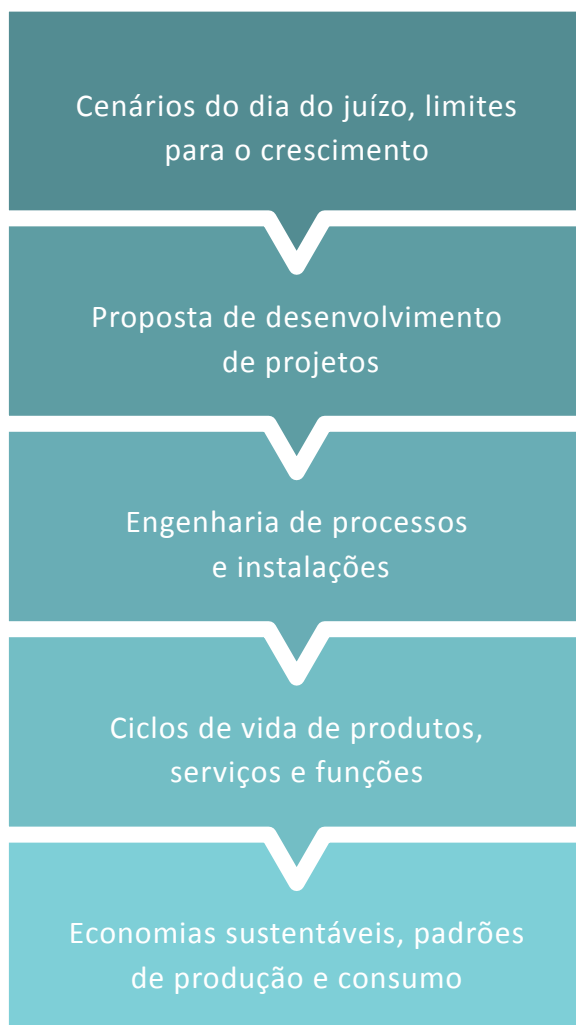 Cenários do dia do juízo, limites
para o crescimento
Proposta de desenvolvimento
de projetos
Engenharia de processos
e instalações
Ciclos de vida de produtos,
serviços e funções
Economias sustentáveis, padrões
de produção e consumo